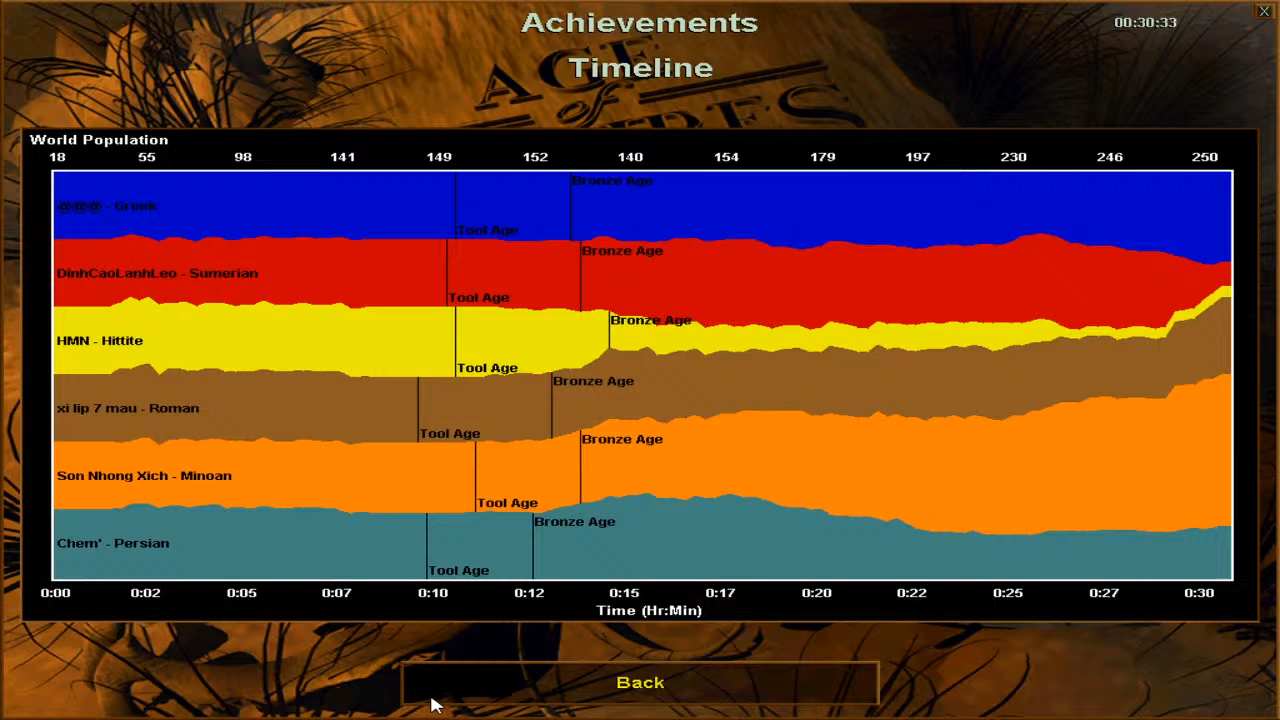 Achievements
00:30:33
Timeline
AGE
of
EMPIRES
World Population
18 55 98 141 149 152 140 154 179 197 230 246 250
Bronze Age
@@@ - Greek
Tool Age
Bronze Age
DinhCaoLanhLeo - Sumerian
Tool Age
Bronze Age
HMN - Hittite
Tool Age
Bronze Age
xi lip 7 mau - Roman
Tool Age
Bronze Age
Son Nhong Xich - Minoan
Tool Age
Bronze Age
Chem' - Persian
Tool Age
0:00 0:02 0:05 0:07 0:10 0:12 0:15 0:17 0:20 0:22 0:25 0:27 0:30
Time (Hr:Min)
Back